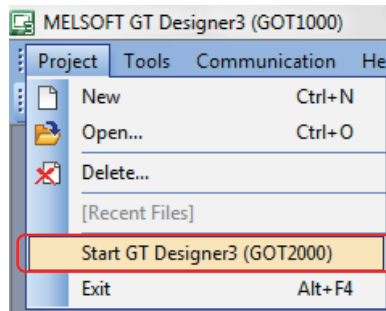 MELSOFT GT Designer3 (GOT1000)
Project Tools Communication He
New Ctrl+N
Open... Ctrl+O
Delete...
[Recent Files]
Start GT Designer3 (GOT2000)
Exit Alt+F4